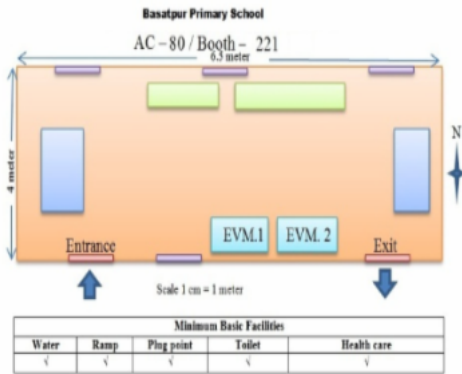 Basatpur Primary School
AC – 80 / Booth – 221
6.5 meter
4 meter
N
EVM.1
EVM. 2
Entrance
Exit
Scale 1 cm = 1 meter
Minimum Basic Facilities
Water Ramp Plug point Toilet Health care
√ √ √ √ √